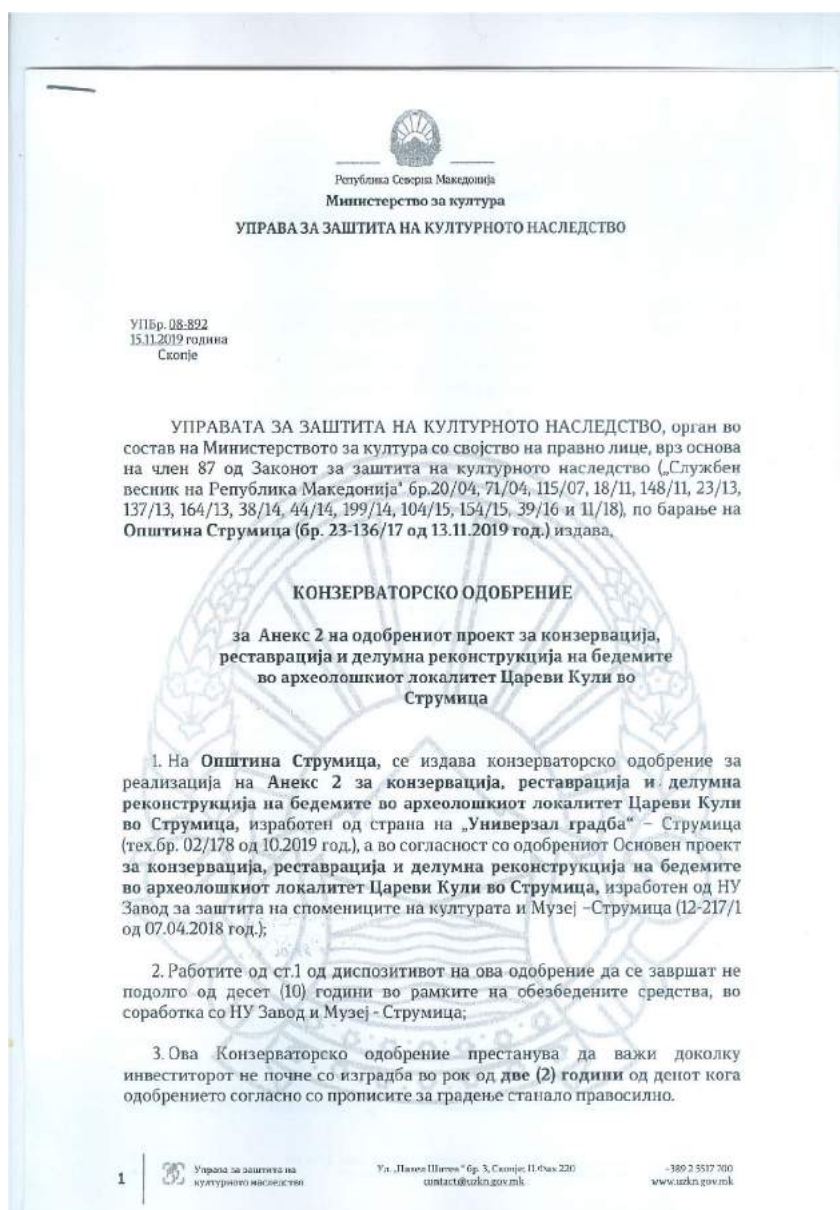 Република Северна Македонија
Министерство за култура
УПРАВА ЗА ЗАШТИТА НА КУЛТУРНОТО НАСЛЕДСТВО
УПБр. 08-892
15.11.2019 година
Скопје
УПРАВАТА ЗА ЗАШТИТА НА КУЛТУРНОТО НАСЛЕДСТВО, орган во
состав на Министерството за култура со својство на правно лице, врз основа
на член 87 од Законот за заштита на културното наследство („Службен
весник на Република Македонија" бр.20/04, 71/04, 115/07, 18/11, 148/11, 23/13,
137/13, 164/13, 38/14, 44/14, 199/14, 104/15, 154/15, 39/16 и 11/18), по барање на
Општина Струмица (бр. 23-136/17 од 13.11.2019 год.) издава,
КОНЗЕРВАТОРСКО ОДОБРЕНИЕ
за Анекс 2 на одобрениот проект за конзервација,
реставрација и делумна реконструкција на бедемите
во археолошкиот локалитет Цареви Кули во
Струмица
1. На Општина Струмица, се издава конзерваторско одобрение за
реализација на Анекс 2 за конзервација, реставрација и делумна
реконструкција на бедемите во археолошкиот локалитет Цареви Кули
во Струмица, изработен од страна на „Универзал градба“ – Струмица
(тех.бр. 02/178 од 10.2019 год.), а во согласност со одобрениот Основен проект
за конзервација, реставрација и делумна реконструкција на бедемите
во археолошкиот локалитет Цареви Кули во Струмица, изработен од НУ
Завод за заштита на спомениците на културата и Музеј –Струмица (12-217/1
од 07.04.2018 год.);
2. Работите од ст.1 од диспозитивот на ова одобрение да се завршат не
подолго од десет (10) години во рамките на обезбедените средства, во
соработка со НУ Завод и Музеј - Струмица;
3. Ова Конзерваторско одобрение престанува да важи доколку
инвеститорот не почне со изградба во рок од две (2) години од денот кога
одобрението согласно со прописите за градење станало правосилно.
1
Управа за заштита на
културното наследство
Ул. „Павел Шатев“ бр. 3, Скопје; П.Фах 220
contact@uzkn.gov.mk
+389 2 5517 700
www.uzkn.gov.mk